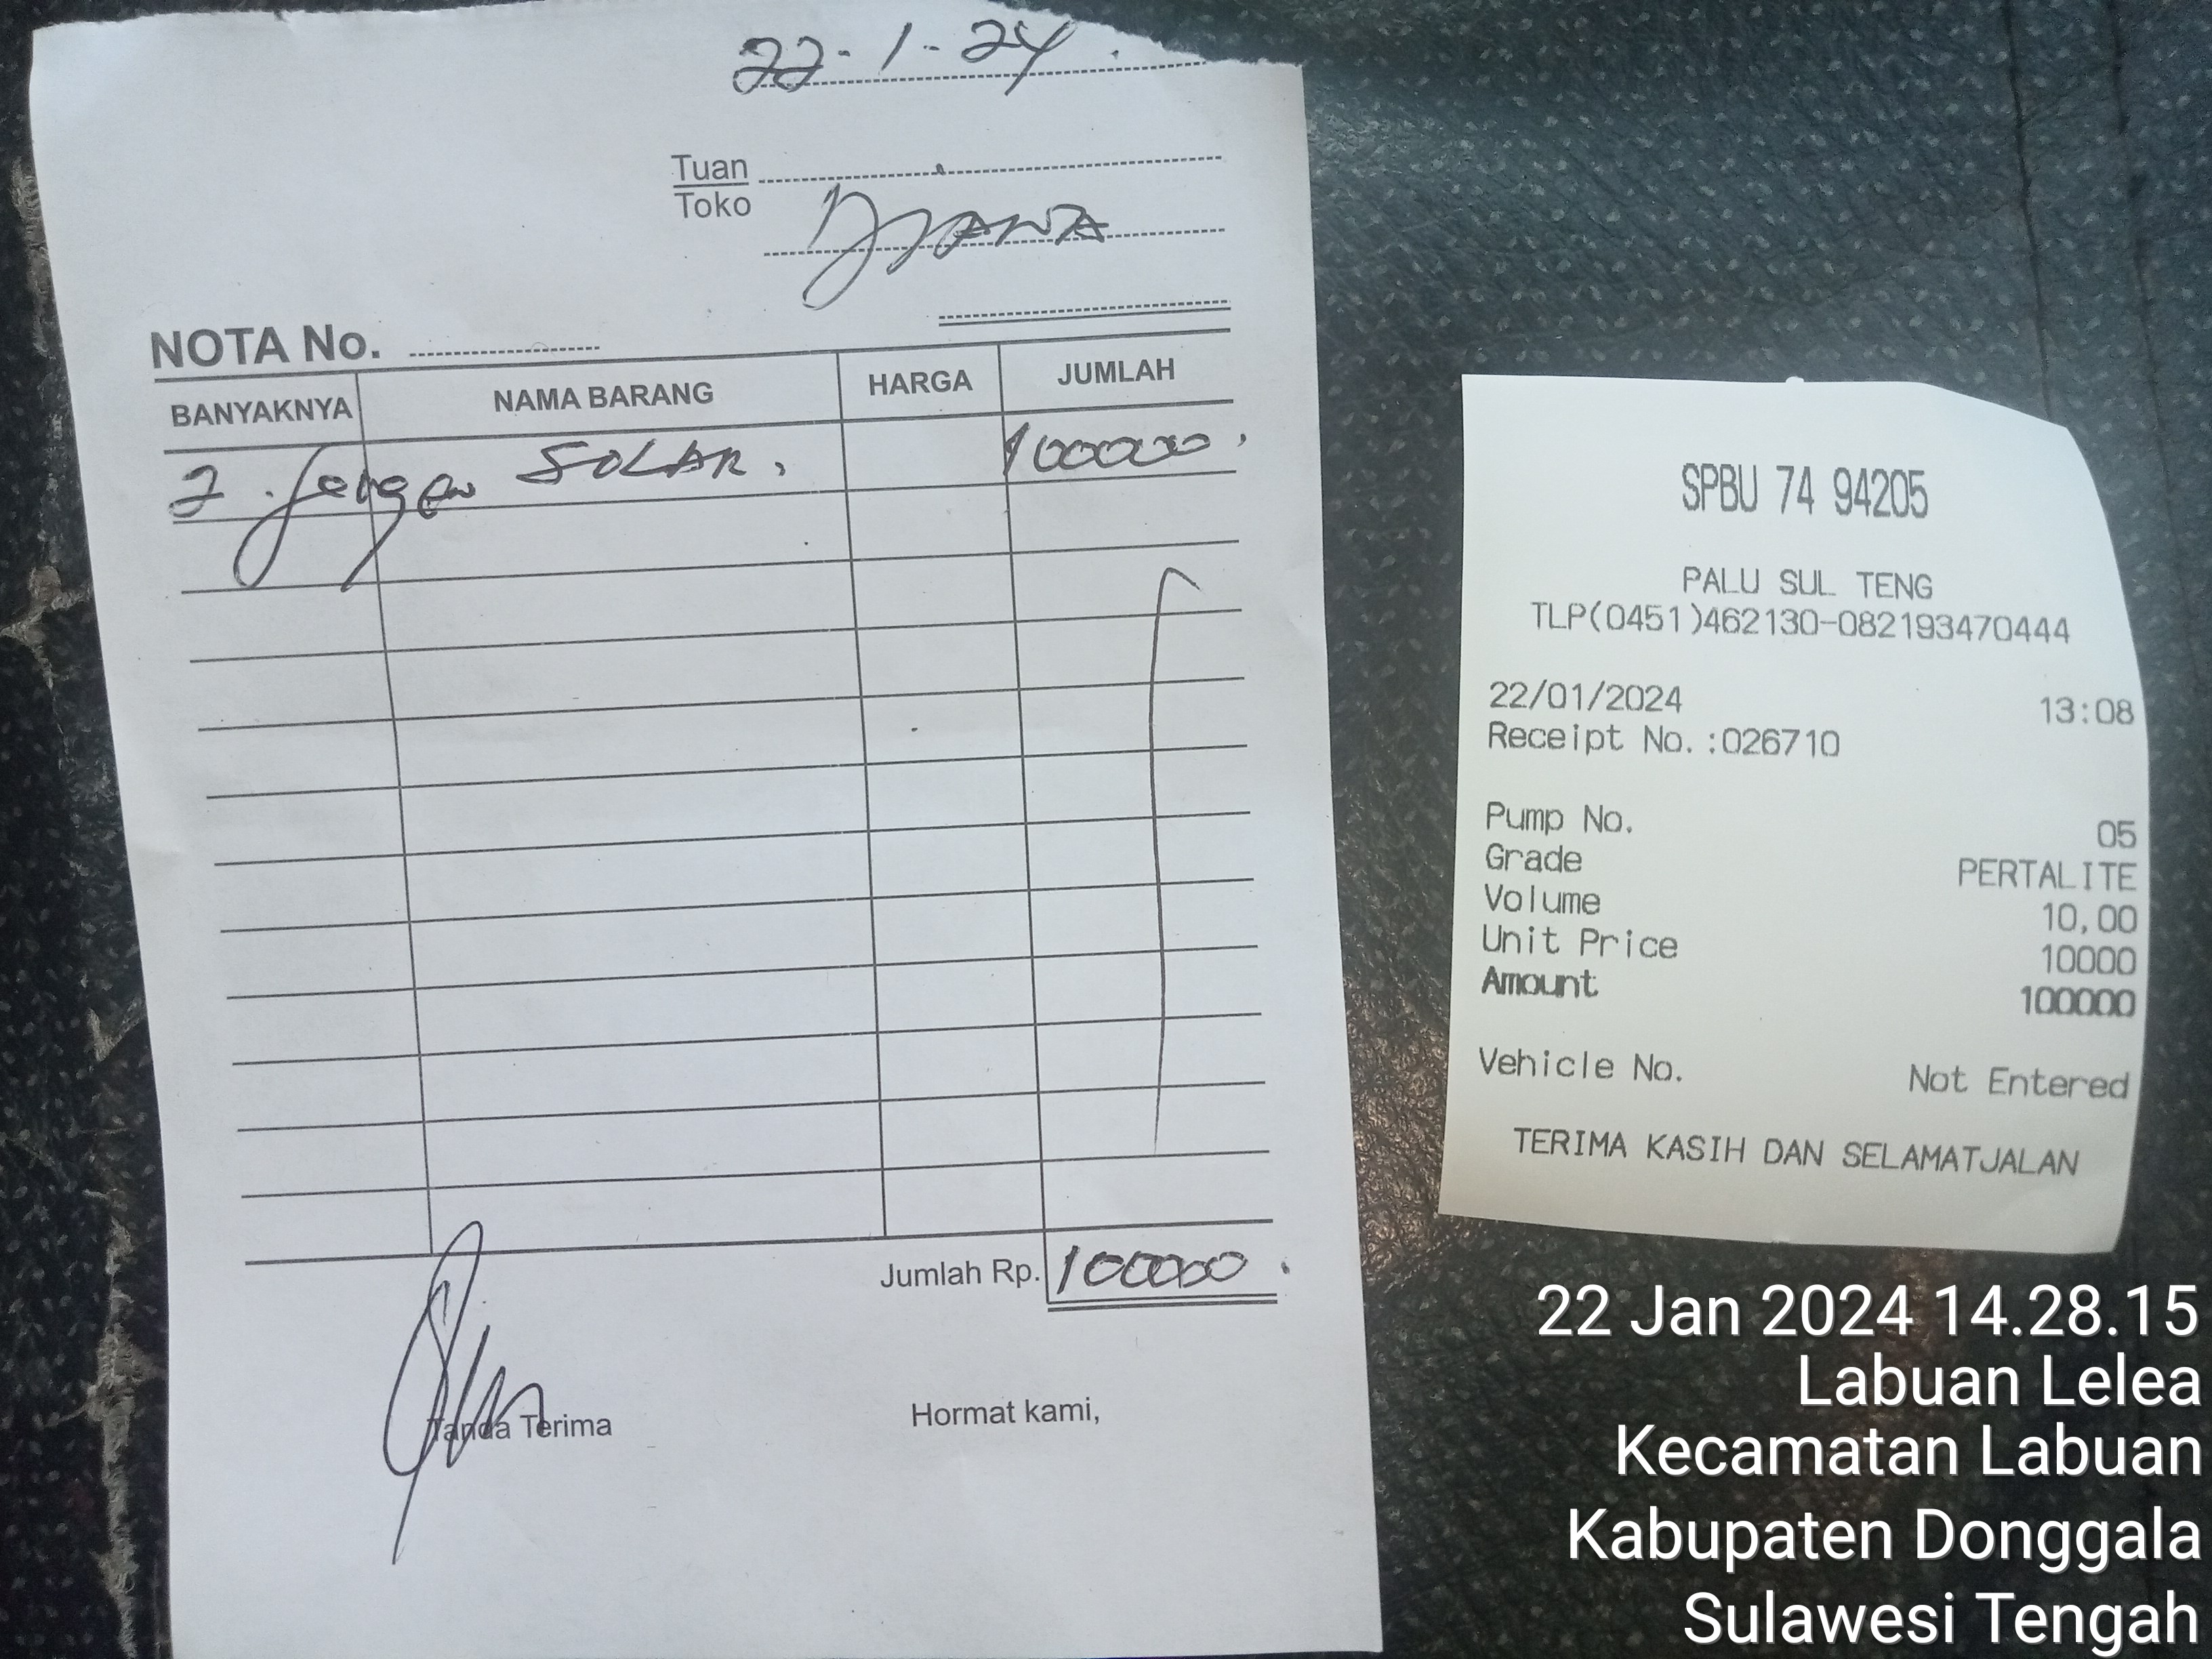 22-1-24.
Tuan
Toko
NOTA No.
BANYAKNYA NAMA BARANG HARGA JUMLAH
2 SOLAR. 100000.
Jumlah Rp. 100000.
Tanda Terima Hormat kami,
SPBU 74 94205
PALU SUL TENG
TLP(0451)462130-082193470444
22/01/2024 13:08
Receipt No.:026710
Pump No. 05
Grade PERTALITE
Volume 10,00
Unit Price 10000
Amount 100000
Vehicle No. Not Entered
TERIMA KASIH DAN SELAMATJALAN
22 Jan 2024 14.28.15
Labuan Lelea
Kecamatan Labuan
Kabupaten Donggala
Sulawesi Tengah